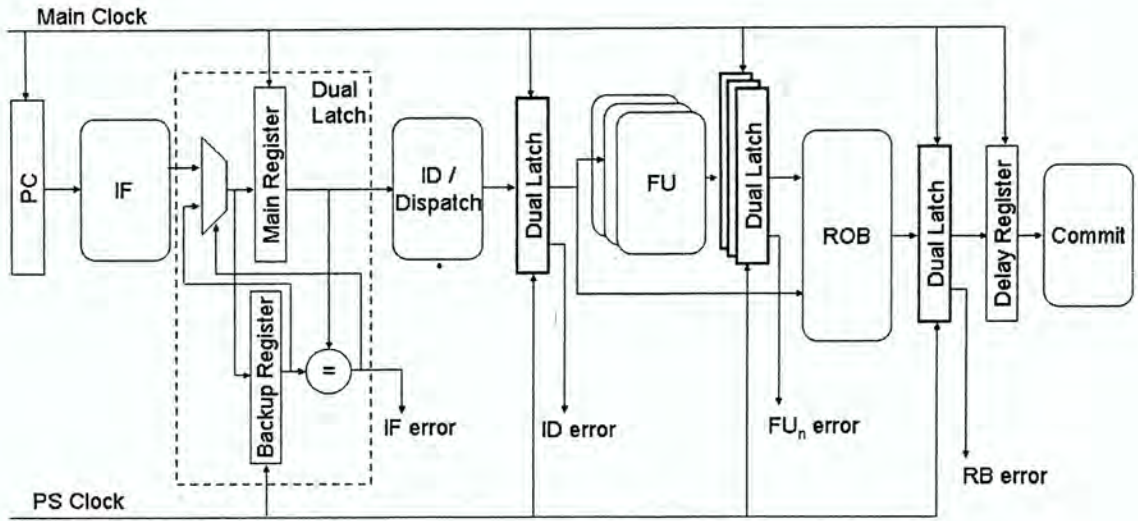 Main Clock
Dual
Latch
PC
IF
Main Register
ID /
Dispatch
Dual Latch
FU
Dual Latch
ROB
Dual Latch
Delay Register
Commit
Backup Register
=
IF error
ID error
FUn error
RB error
PS Clock